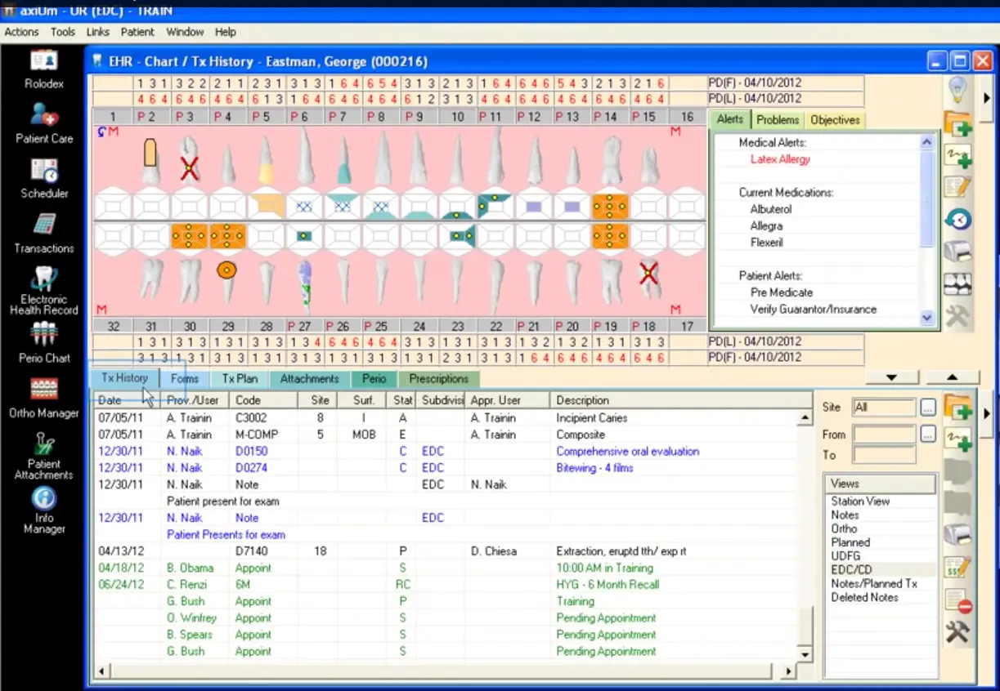 axiUm - UR (EDC) - TRAIN
Actions Tools Links Patient Window Help
Rolodex
Patient Care
Scheduler
Transactions
Electronic
Health Record
Perio Chart
Ortho Manager
Patient
Attachments
Info
Manager
EHR - Chart / Tx History - Eastman, George (000216)
1 3 1 3 2 2 2 1 1 2 3 1 3 1 3 1 6 4 6 5 4 3 1 3 2 1 3 1 6 4 6 4 6 5 4 3 2 1 3 2 1 6 PD(F) - 04/10/2012
4 6 4 6 4 6 4 6 4 6 1 3 1 6 4 6 4 6 4 6 4 6 1 2 3 1 3 4 6 4 6 4 6 4 6 4 6 4 6 4 6 4 PD(L) - 04/10/2012
1 P 2 P 3 P 4 P 5 P 6 P 7 P 8 P 9 10 P 11 P 12 P 13 P 14 P 15 16
M M
M M
32 31 30 29 28 P 27 P 26 P 25 24 23 22 P 21 P 20 P 19 P 18 17
1 3 1 3 1 3 1 3 1 3 1 3 1 3 4 6 4 6 4 6 4 3 1 3 1 3 1 3 1 3 1 3 2 1 3 2 1 3 1 3 1 3 PD(L) - 04/10/2012
3 1 3 1 3 1 3 1 3 1 3 1 3 1 3 1 3 1 3 1 3 1 3 1 2 3 1 3 1 3 1 6 4 6 4 6 4 6 4 6 4 6 PD(F) - 04/10/2012
Alerts Problems Objectives
Medical Alerts:
Latex Allergy
Current Medications:
Albuterol
Allegra
Flexeril
Patient Alerts:
Pre Medicate
Verify Guarantor/Insurance
Tx History Forms Tx Plan Attachments Perio Prescriptions
Date Prov./User Code Site Surf. Stat Subdivisi Appr. User Description
07/05/11 A. Trainin C3002 8 I A A. Trainin Incipient Caries
07/05/11 A. Trainin M-COMP 5 MOB E A. Trainin Composite
12/30/11 N. Naik D0150 C EDC Comprehensive oral evaluation
12/30/11 N. Naik D0274 C EDC Bitewing - 4 films
12/30/11 N. Naik Note EDC N. Naik
Patient present for exam
12/30/11 N. Naik Note EDC
Patient Presents for exam
04/13/12 D7140 18 P D. Chiesa Extraction, eruptd tth/ exp rt
04/18/12 B. Obama Appoint S 10:00 AM in Training
06/24/12 C. Renzi 6M RC HYG - 6 Month Recall
G. Bush Appoint P Training
O. Winfrey Appoint S Pending Appointment
B. Spears Appoint S Pending Appointment
G. Bush Appoint S Pending Appointment
Site All ...
From ...
To
Views
Station View
Notes
Ortho
Planned
UDFG
EDC/CD
Notes/Planned Tx
Deleted Notes